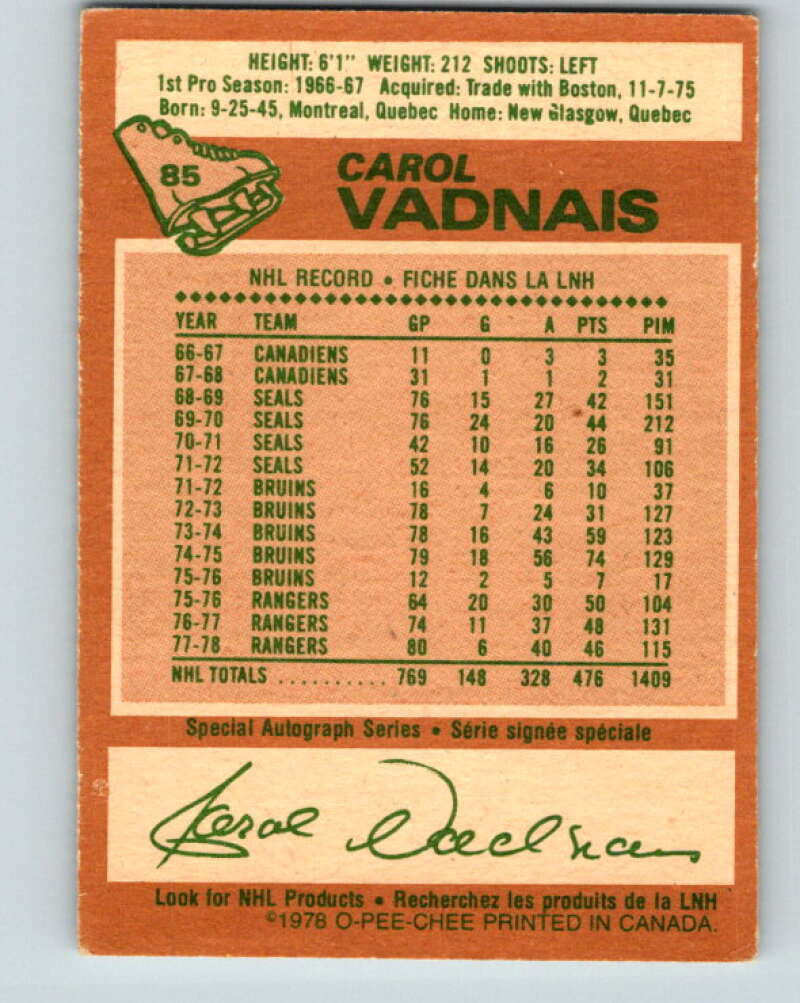 HEIGHT: 6'1" WEIGHT: 212 SHOOTS: LEFT
1st Pro Season: 1966-67 Acquired: Trade with Boston, 11-7-75
Born: 9-25-45, Montreal, Quebec Home: New Glasgow, Quebec
85
CAROL
VADNAIS
NHL RECORD • FICHE DANS LA LNH
YEAR TEAM GP G A PTS PIM
66-67 CANADIENS 11 0 3 3 35
67-68 CANADIENS 31 1 1 2 31
68-69 SEALS 76 15 27 42 151
69-70 SEALS 76 24 20 44 212
70-71 SEALS 42 10 16 26 91
71-72 SEALS 52 14 20 34 106
71-72 BRUINS 16 4 6 10 37
72-73 BRUINS 78 7 24 31 127
73-74 BRUINS 78 16 43 59 123
74-75 BRUINS 79 18 56 74 129
75-76 BRUINS 12 2 5 7 17
75-76 RANGERS 64 20 30 50 104
76-77 RANGERS 74 11 37 48 131
77-78 RANGERS 80 6 40 46 115
NHL TOTALS .......... 769 148 328 476 1409
Special Autograph Series • Série signée spéciale
Carol Vadnais
Look for NHL Products • Recherchez les produits de la LNH
©1978 O-PEE-CHEE PRINTED IN CANADA.